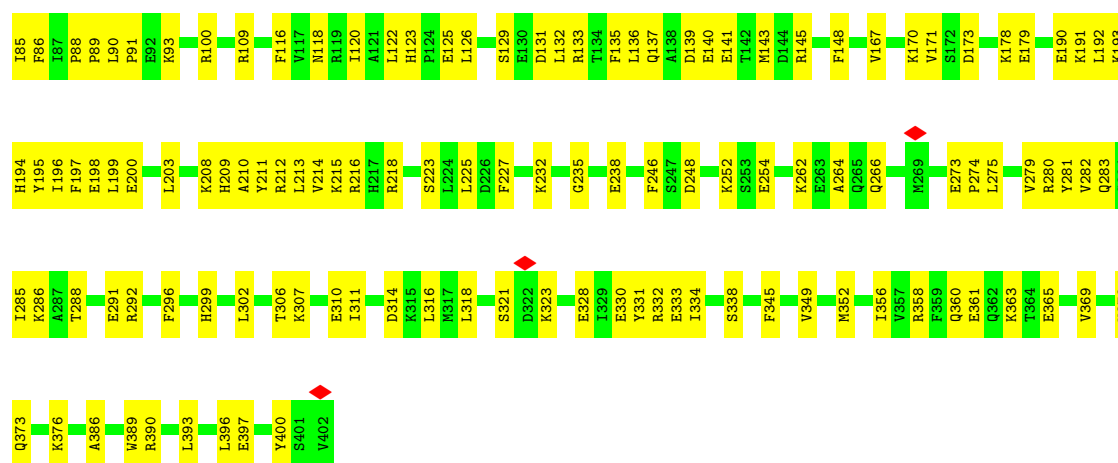 I85 F86 I87 P88 P89 L90 P91 E92 K93 R100 R109 F116 V117 N118 R119 I120 A121 L122 H123 P124 E125 L126 S129 E130 D131 L132 R133 T134 F135 L136 Q137 A138 D139 E140 E141 T142 M143 D144 R145 F148 V167 K170 V171 S172 D173 K178 E179 E190 K191 L192
H194 Y195 I196 F197 E198 L199 E200 L203 K208 H209 A210 Y211 R212 L213 V214 K215 R216 H217 R218 S223 L224 L225 D226 F227 K232 G235 E238 F246 S247 D248 K252 S253 E254 K262 E263 A264 Q265 Q266 M269 E273 P274 L275 V279 R280 Y281 V282 Q283
I285 K286 A287 T288 E291 R292 F296 H299 L302 T306 K307 E310 I311 D314 K315 L316 M317 L318 S321 D322 K323 E328 I329 E330 Y331 R332 E333 I334 S338 F345 V349 M352 I356 V357 R358 F359 Q360 E361 Q362 K363 T364 E365 V369
Q373 K376 A386 W389 R390 L393 L396 E397 Y400 S401 V402